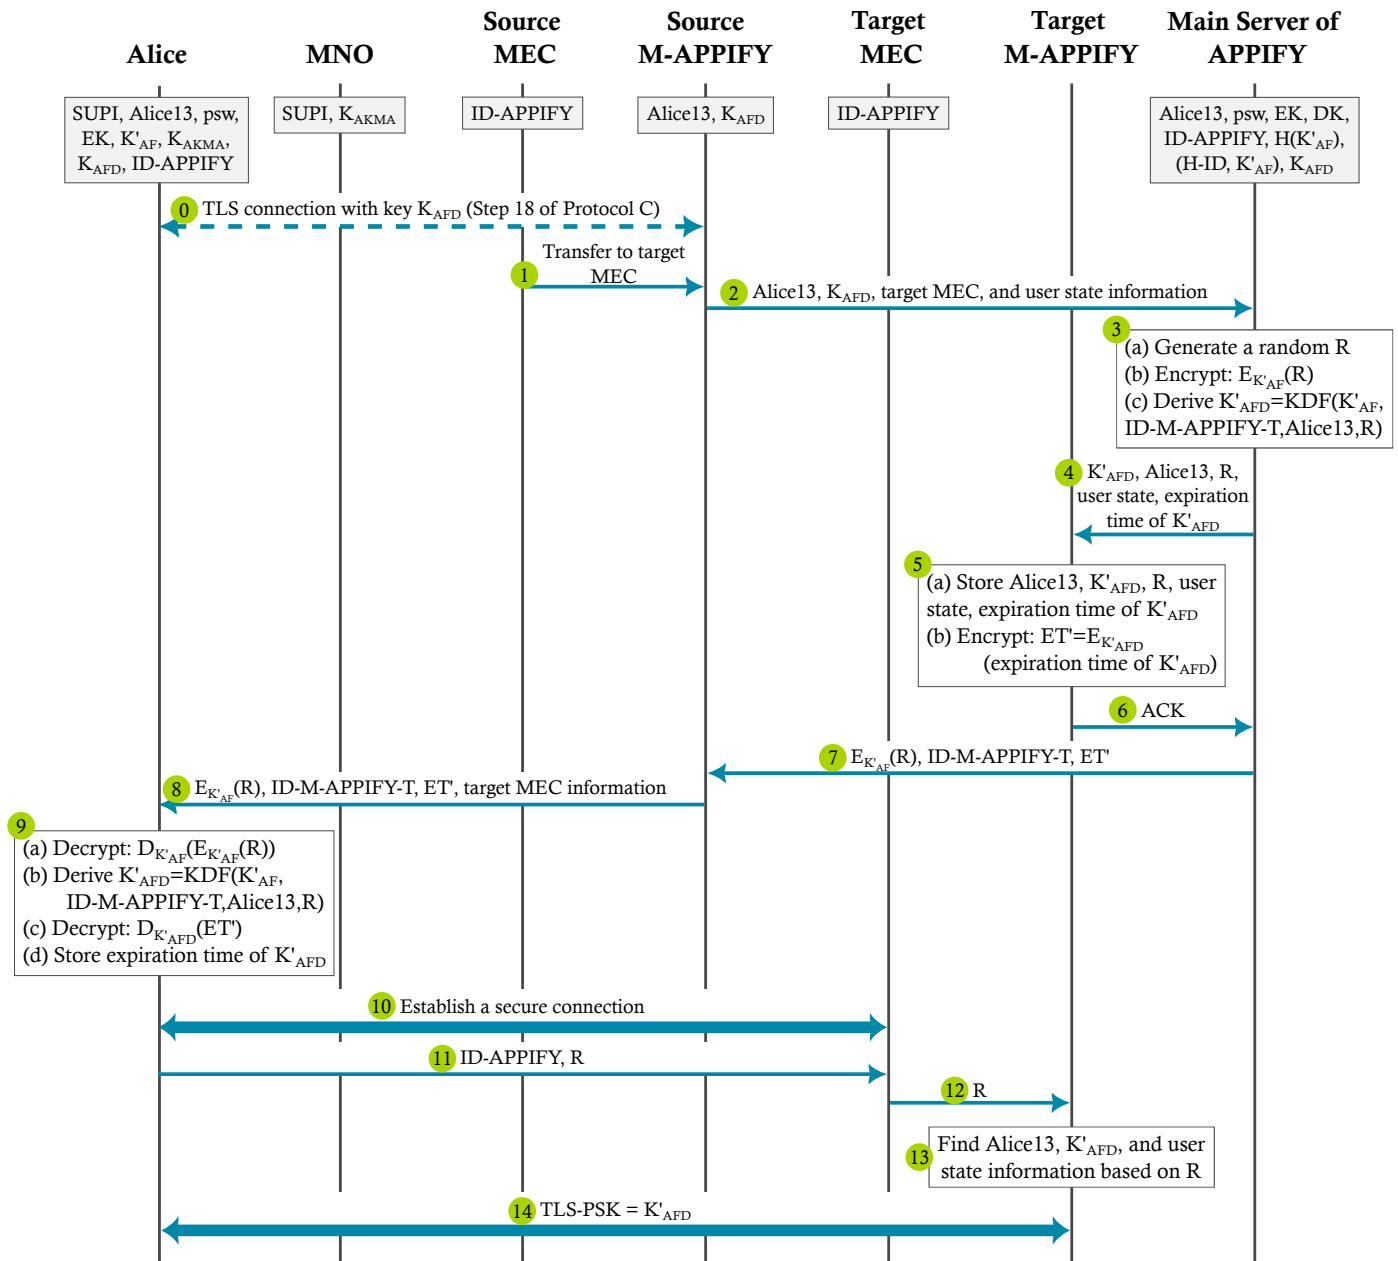 Alice
MNO
Source
MEC
Source
M-APPIFY
Target
MEC
Target
M-APPIFY
Main Server of
APPIFY
SUPI, Alice13, psw,
EK, K'AF, KAKMA,
KAFD, ID-APPIFY
SUPI, KAKMA
ID-APPIFY
Alice13, KAFD
ID-APPIFY
Alice13, psw, EK, DK,
ID-APPIFY, H(K'AF),
(H-ID, K'AF), KAFD
0 TLS connection with key KAFD (Step 18 of Protocol C)
1 Transfer to target
MEC
2 Alice13, KAFD, target MEC, and user state information
3
(a) Generate a random R
(b) Encrypt: EK'AF(R)
(c) Derive K'AFD=KDF(K'AF,
ID-M-APPIFY-T,Alice13,R)
4 K'AFD, Alice13, R,
user state, expiration
time of K'AFD
5
(a) Store Alice13, K'AFD, R, user
state, expiration time of K'AFD
(b) Encrypt: ET'=EK'AFD
(expiration time of K'AFD)
6 ACK
7 EK'AF(R), ID-M-APPIFY-T, ET'
8 EK'AF(R), ID-M-APPIFY-T, ET', target MEC information
9
(a) Decrypt: DK'AF(EK'AF(R))
(b) Derive K'AFD=KDF(K'AF,
ID-M-APPIFY-T,Alice13,R)
(c) Decrypt: DK'AFD(ET')
(d) Store expiration time of K'AFD
10 Establish a secure connection
11 ID-APPIFY, R
12 R
13
Find Alice13, K'AFD, and user
state information based on R
14 TLS-PSK = K'AFD